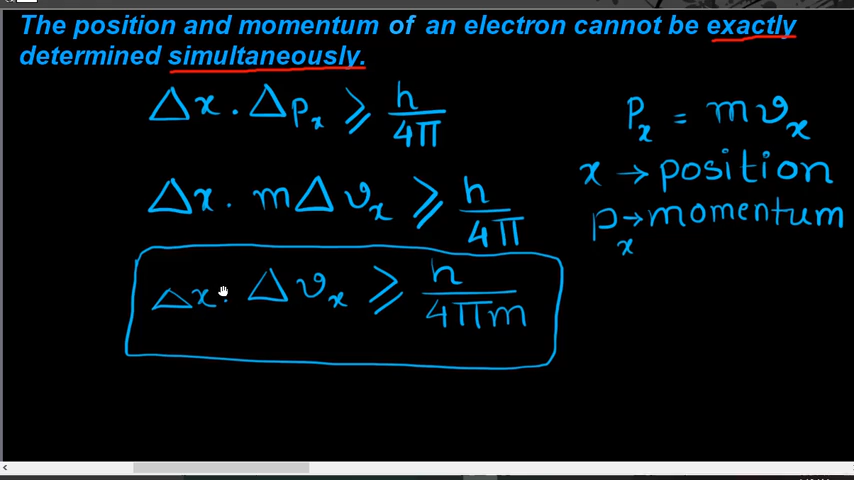 The position and momentum of an electron cannot be exactly
determined simultaneously.
Δx . Δpₓ ⩾ h/4π
Δx . mΔvₓ ⩾ h/4π
Δx . Δvₓ ⩾ h/4πm
Pₓ = mvₓ
x → position
pₓ → momentum